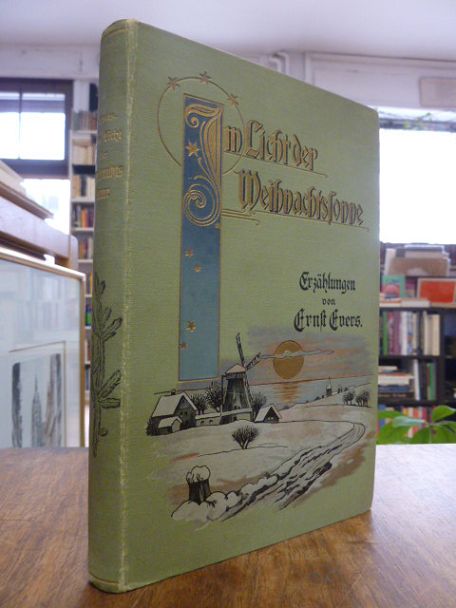 Im Licht der
Weihnachtssonne
Erzählungen
von
Ernst Evers.